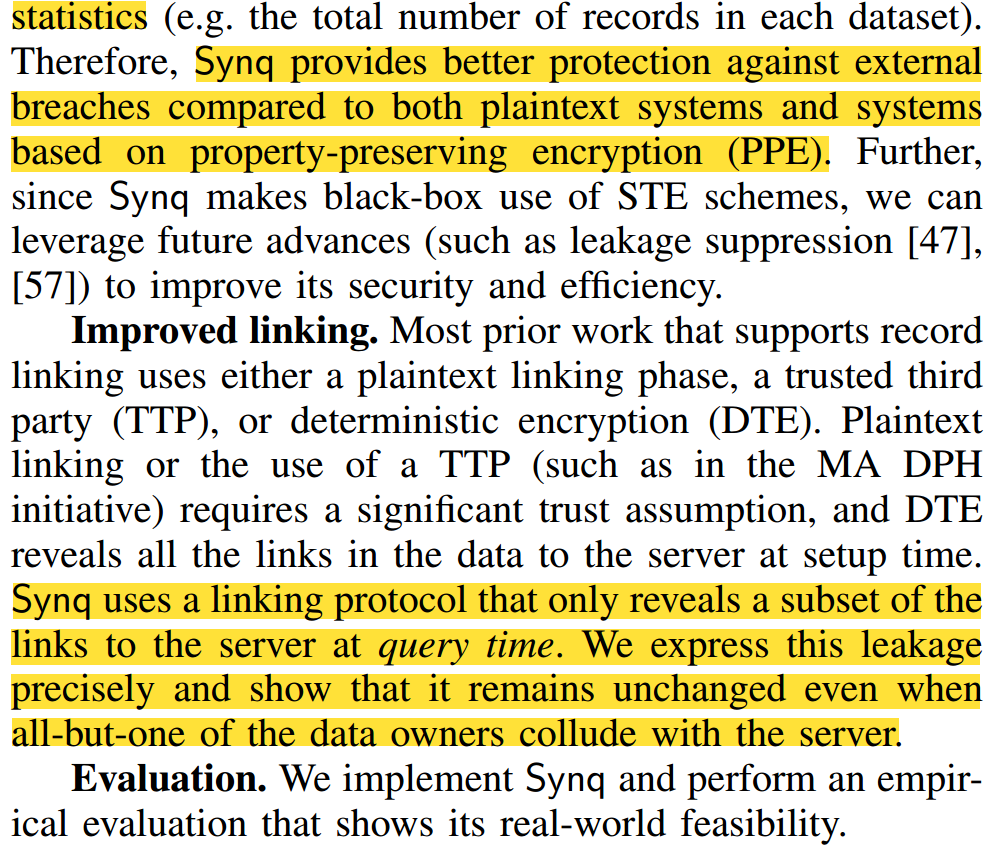 statistics (e.g. the total number of records in each dataset).
Therefore, Synq provides better protection against external
breaches compared to both plaintext systems and systems
based on property-preserving encryption (PPE). Further,
since Synq makes black-box use of STE schemes, we can
leverage future advances (such as leakage suppression [47],
[57]) to improve its security and efficiency.
Improved linking. Most prior work that supports record
linking uses either a plaintext linking phase, a trusted third
party (TTP), or deterministic encryption (DTE). Plaintext
linking or the use of a TTP (such as in the MA DPH
initiative) requires a significant trust assumption, and DTE
reveals all the links in the data to the server at setup time.
Synq uses a linking protocol that only reveals a subset of the
links to the server at query time. We express this leakage
precisely and show that it remains unchanged even when
all-but-one of the data owners collude with the server.
Evaluation. We implement Synq and perform an empir-
ical evaluation that shows its real-world feasibility.